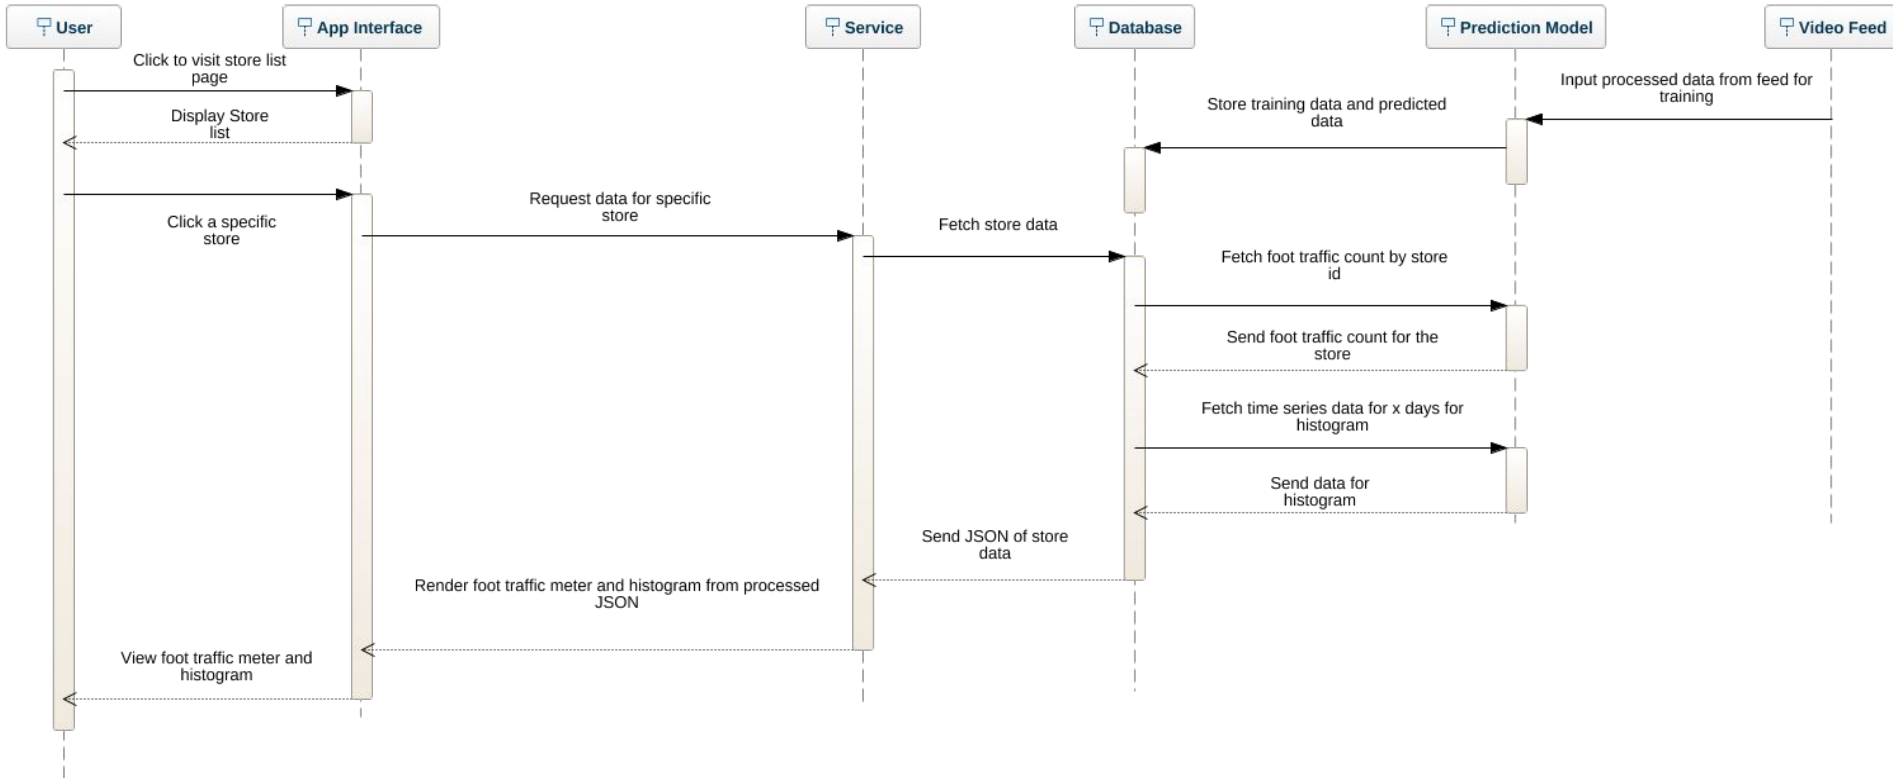 User
App Interface
Service
Database
Prediction Model
Video Feed
Click to visit store list
page
Input processed data from feed for
training
Store training data and predicted
data
Display Store
list
Request data for specific
store
Click a specific
store
Fetch store data
Fetch foot traffic count by store
id
Send foot traffic count for the
store
Fetch time series data for x days for
histogram
Send data for
histogram
Send JSON of store
data
Render foot traffic meter and histogram from processed
JSON
View foot traffic meter and
histogram